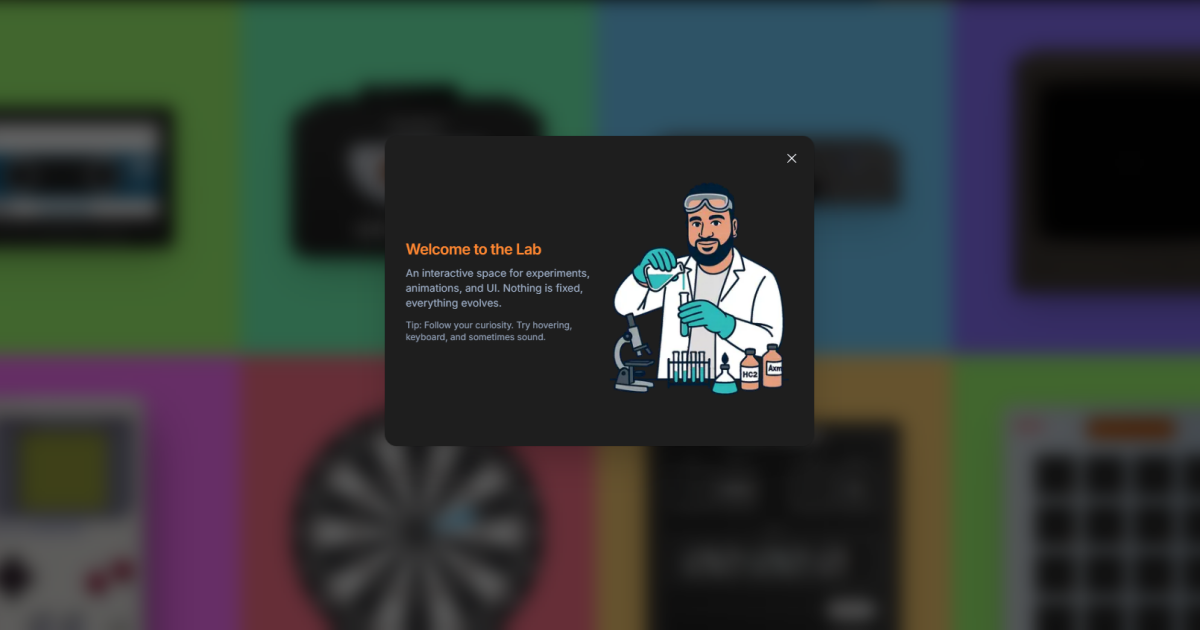 Welcome to the Lab
An interactive space for experiments,
animations, and UI. Nothing is fixed,
everything evolves.
Tip: Follow your curiosity. Try hovering,
keyboard, and sometimes sound.
HC2
Axm